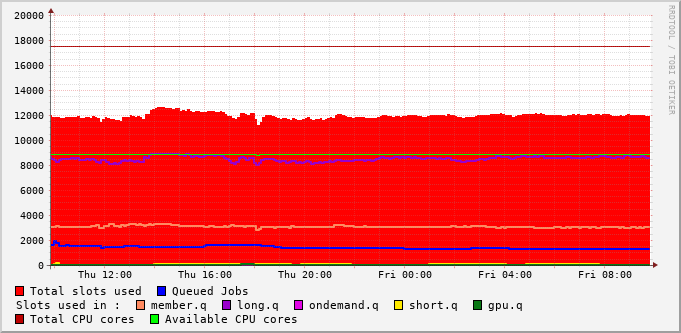 RRDTOOL / TOBI OETIKER
20000
18000
16000
14000
12000
10000
8000
6000
4000
2000
0
Thu 12:00 Thu 16:00 Thu 20:00 Fri 00:00 Fri 04:00 Fri 08:00
Total slots used Queued Jobs
Slots used in : member.q long.q ondemand.q short.q gpu.q
Total CPU cores Available CPU cores